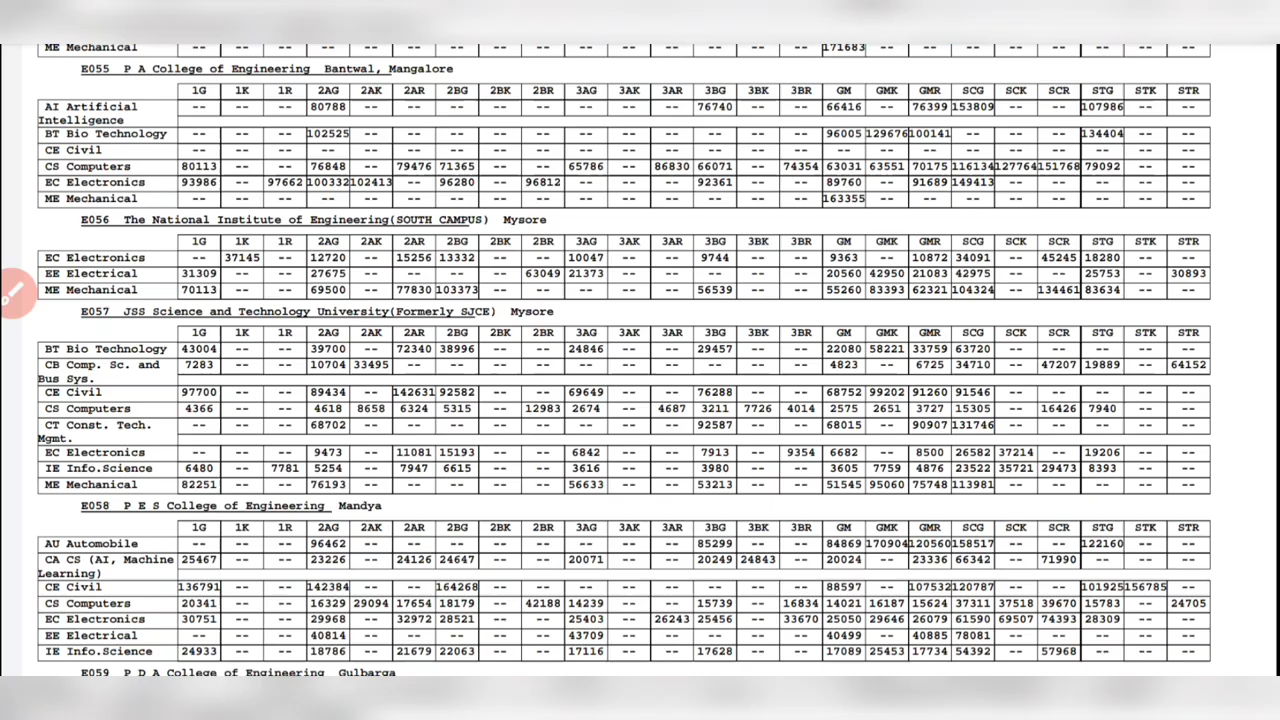 ME Mechanical -- -- -- -- -- -- -- -- -- -- -- -- -- -- -- 171683 -- -- -- -- -- -- -- --
E055 P A College of Engineering Bantwal, Mangalore
1G 1K 1R 2AG 2AK 2AR 2BG 2BK 2BR 3AG 3AK 3AR 3BG 3BK 3BR GM GMK GMR SCG SCK SCR STG STK STR
AI Artificial -- -- -- 80788 -- -- -- -- -- -- -- -- 76740 -- -- 66416 -- 76399 153809 -- -- 107986 -- --
Intelligence
BT Bio Technology -- -- -- 102525 -- -- -- -- -- -- -- -- -- -- -- 96005 129676 100141 -- -- -- 134404 -- --
CE Civil -- -- -- -- -- -- -- -- -- -- -- -- -- -- -- -- -- -- -- -- -- -- -- --
CS Computers 80113 -- -- 76848 -- 79476 71365 -- -- 65786 -- 86830 66071 -- 74354 63031 63551 70175 116134 127764 151768 79092 -- --
EC Electronics 93986 -- 97662 100332 102413 -- 96280 -- 96812 -- -- -- 92361 -- -- 89760 -- 91689 149413 -- -- -- -- --
ME Mechanical -- -- -- -- -- -- -- -- -- -- -- -- -- -- -- 163355 -- -- -- -- -- -- -- --
E056 The National Institute of Engineering(SOUTH CAMPUS) Mysore
1G 1K 1R 2AG 2AK 2AR 2BG 2BK 2BR 3AG 3AK 3AR 3BG 3BK 3BR GM GMK GMR SCG SCK SCR STG STK STR
EC Electronics -- 37145 -- 12720 -- 15256 13332 -- -- 10047 -- -- 9744 -- -- 9363 -- 10872 34091 -- 45245 18280 -- --
EE Electrical 31309 -- -- 27675 -- -- -- -- 63049 21373 -- -- -- -- -- 20560 42950 21083 42975 -- -- 25753 -- 30893
ME Mechanical 70113 -- -- 69500 -- 77830 103373 -- -- -- -- -- 56539 -- -- 55260 83393 62321 104324 -- 134461 83634 -- --
E057 JSS Science and Technology University(Formerly SJCE) Mysore
1G 1K 1R 2AG 2AK 2AR 2BG 2BK 2BR 3AG 3AK 3AR 3BG 3BK 3BR GM GMK GMR SCG SCK SCR STG STK STR
BT Bio Technology 43004 -- -- 39700 -- 72340 38996 -- -- 24846 -- -- 29457 -- -- 22080 58221 33759 63720 -- -- -- -- --
CB Comp. Sc. and 7283 -- -- 10704 33495 -- -- -- -- -- -- -- -- -- -- 4823 -- 6725 34710 -- 47207 19889 -- 64152
Bus Sys.
CE Civil 97700 -- -- 89434 -- 142631 92582 -- -- 69649 -- -- 76288 -- -- 68752 99202 91260 91546 -- -- -- -- --
CS Computers 4366 -- -- 4618 8658 6324 5315 -- 12983 2674 -- 4687 3211 7726 4014 2575 2651 3727 15305 -- 16426 7940 -- --
CT Const. Tech. -- -- -- 68702 -- -- -- -- -- -- -- -- 92587 -- -- 68015 -- 90907 131746 -- -- -- -- --
Mgmt.
EC Electronics -- -- -- 9473 -- 11081 15193 -- -- 6842 -- -- 7913 -- 9354 6682 -- 8500 26582 37214 -- 19206 -- --
IE Info.Science 6480 -- 7781 5254 -- 7947 6615 -- -- 3616 -- -- 3980 -- -- 3605 7759 4876 23522 35721 29473 8393 -- --
ME Mechanical 82251 -- -- 76193 -- -- -- -- -- 56633 -- -- 53213 -- -- 51545 95060 75748 113981 -- -- -- -- --
E058 P E S College of Engineering Mandya
1G 1K 1R 2AG 2AK 2AR 2BG 2BK 2BR 3AG 3AK 3AR 3BG 3BK 3BR GM GMK GMR SCG SCK SCR STG STK STR
AU Automobile -- -- -- 96462 -- -- -- -- -- -- -- -- 85299 -- -- 84869 170904 120560 158517 -- -- 122160 -- --
CA CS (AI, Machine 25467 -- -- 23226 -- 24126 24647 -- -- 20071 -- -- 20249 24843 -- 20024 -- 23336 66342 -- 71990 -- -- --
Learning)
CE Civil 136791 -- -- 142384 -- -- 164268 -- -- -- -- -- -- -- -- 88597 -- 107532 120787 -- -- 101925 156785 --
CS Computers 20341 -- -- 16329 29094 17654 18179 -- 42188 14239 -- -- 15739 -- 16834 14021 16187 15624 37311 37518 39670 15783 -- 24705
EC Electronics 30751 -- -- 29968 -- 32972 28521 -- -- 25403 -- 26243 25456 -- 33670 25050 29646 26079 61590 69507 74393 28309 -- --
EE Electrical -- -- -- 40814 -- -- -- -- -- 43709 -- -- -- -- -- 40499 -- 40885 78081 -- -- -- -- --
IE Info.Science 24933 -- -- 18786 -- 21679 22063 -- -- 17116 -- -- 17628 -- -- 17089 25453 17734 54392 -- 57968 -- -- --
E059 P D A College of Engineering Gulbarga